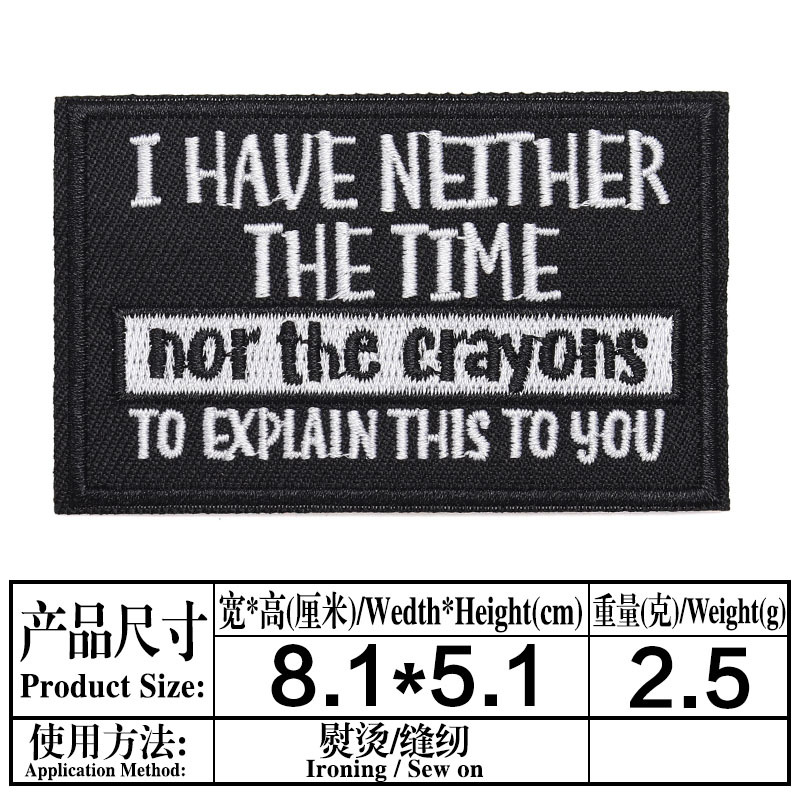 I HAVE NEITHER
THE TIME
nor the crayons
TO EXPLAIN THIS TO YOU
产品尺寸
Product Size:
宽*高(厘米)/Wedth*Height(cm)
重量(克)/Weight(g)
8.1*5.1
2.5
使用方法:
Application Method:
熨烫/缝纫
Ironing / Sew on